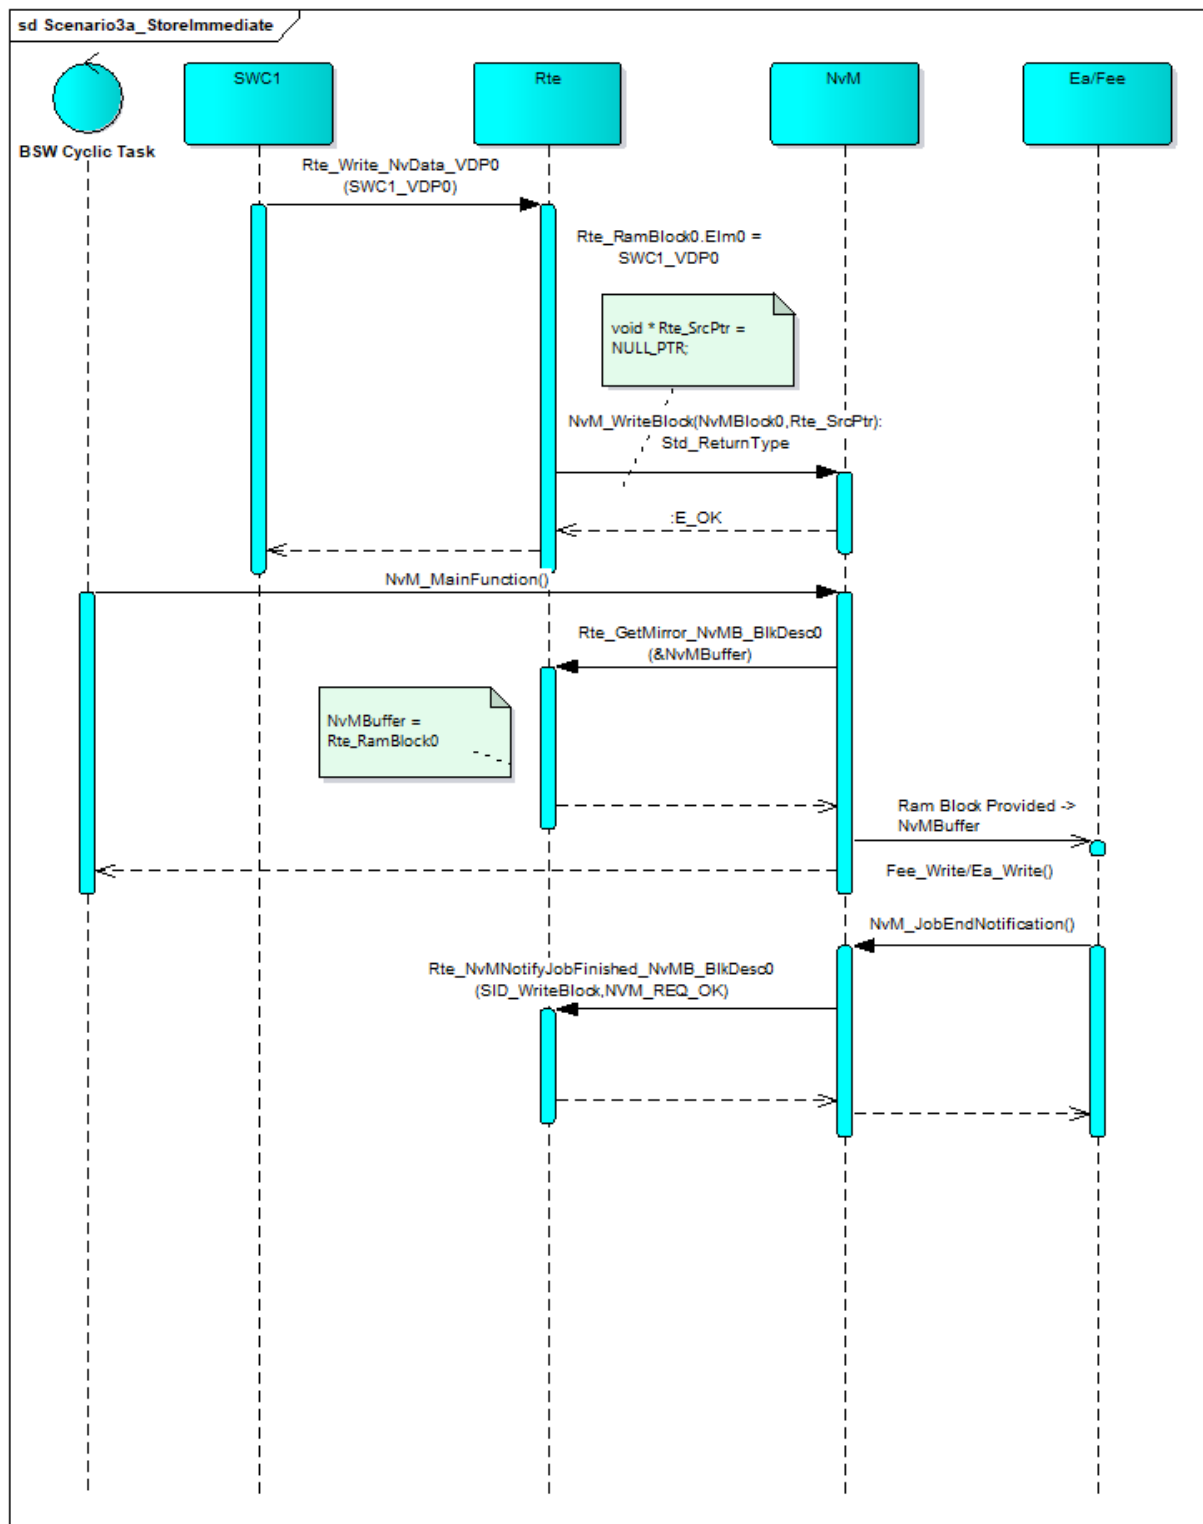 sd Scenario3a_StoreImmediate
SWC1
Rte
NvM
Ea/Fee
BSW Cyclic Task
Rte_Write_NvData_VDP0
(SWC1_VDP0)
Rte_RamBlock0.Elm0 =
SWC1_VDP0
void * Rte_SrcPtr =
NULL_PTR;
NvM_WriteBlock(NvMBlock0,Rte_SrcPtr):
Std_ReturnType
:E_OK
NvM_MainFunction()
Rte_GetMirror_NvMB_BlkDesc0
(&NvMBuffer)
NvMBuffer =
Rte_RamBlock0
Ram Block Provided ->
NvMBuffer
Fee_Write/Ea_Write()
NvM_JobEndNotification()
Rte_NvMNotifyJobFinished_NvMB_BlkDesc0
(SID_WriteBlock,NVM_REQ_OK)